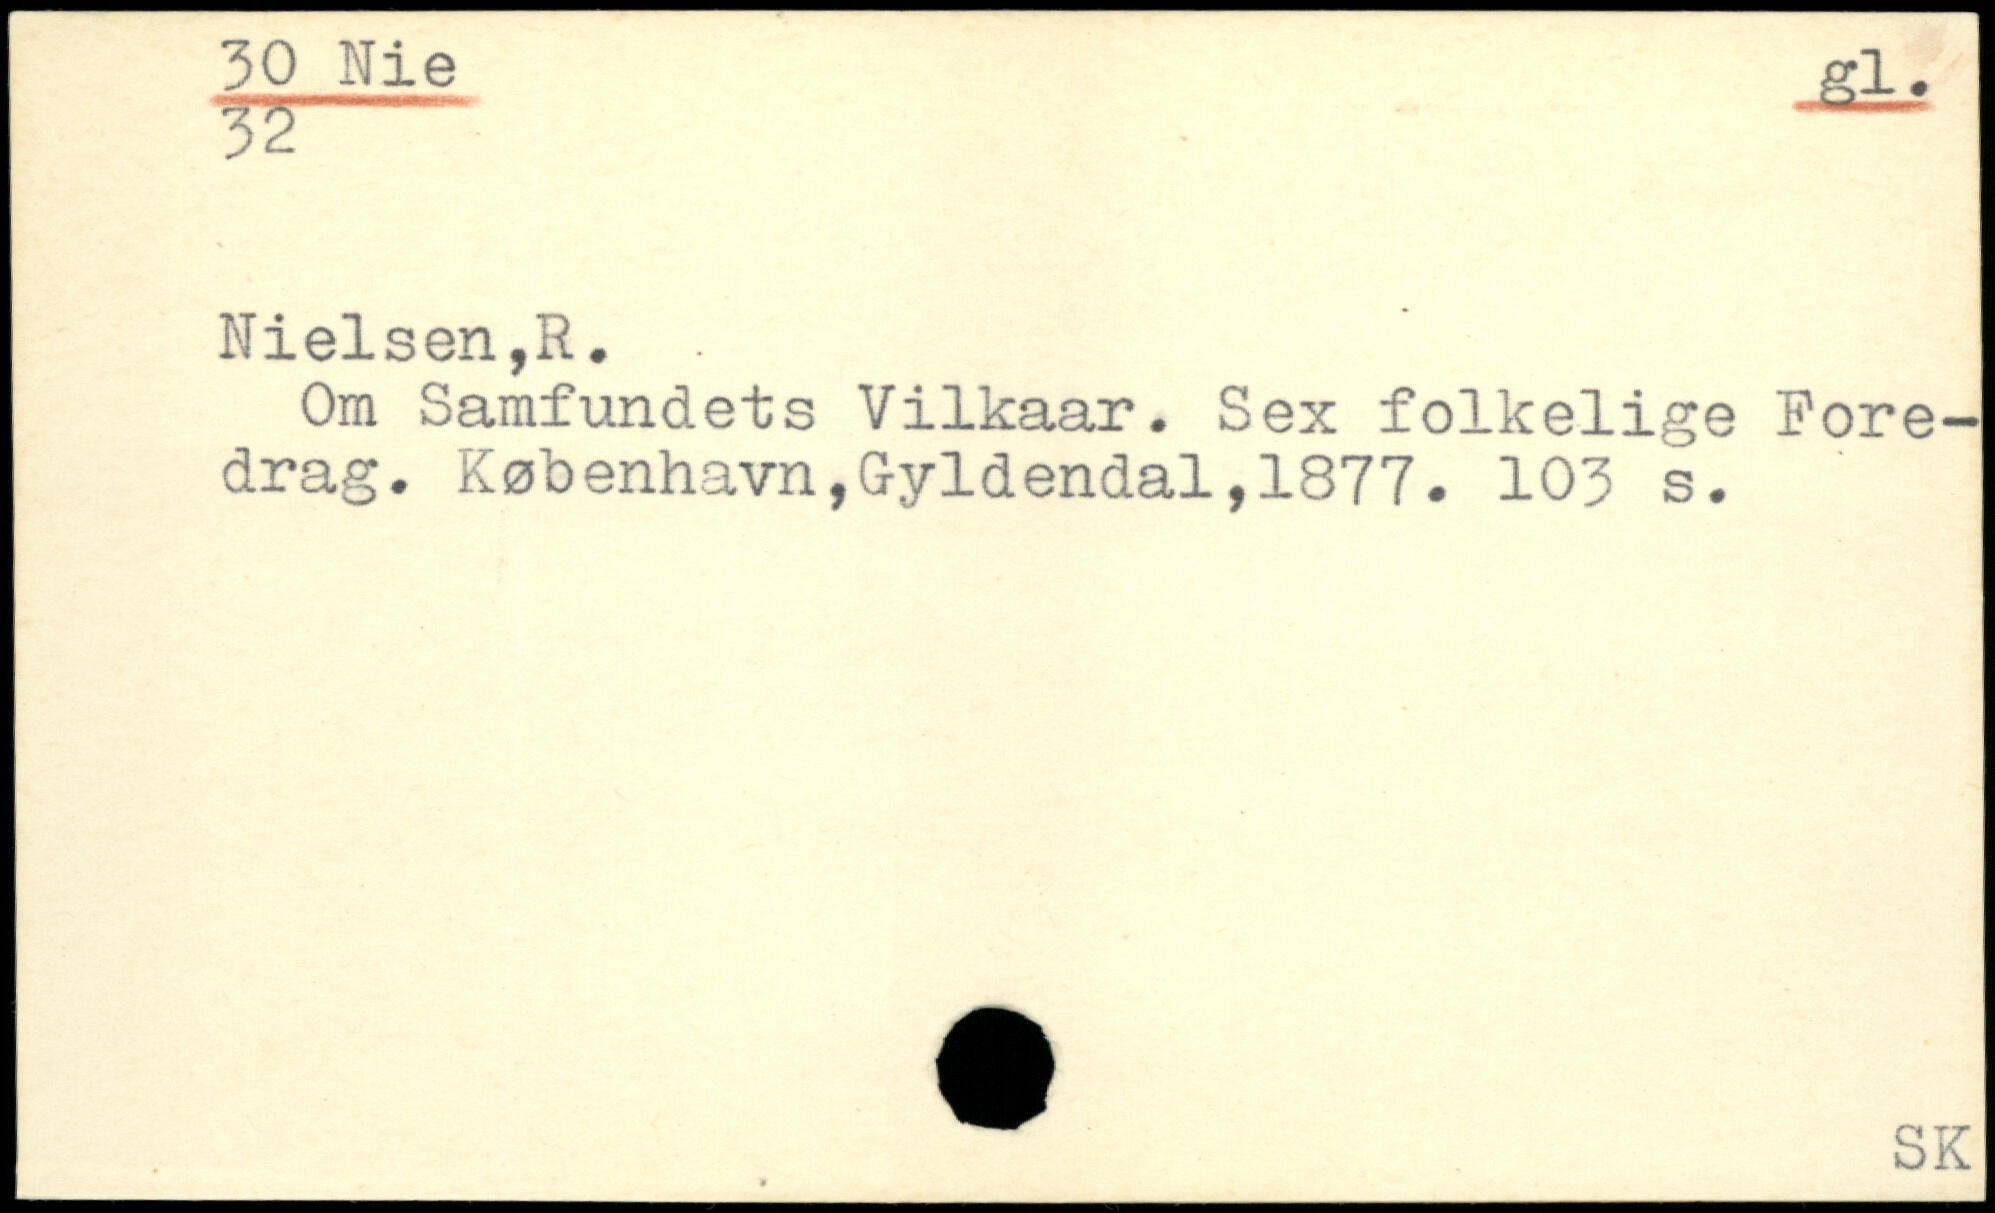 30 Nie gl.
32
Nielsen,R.
Om Samfundets Vilkaar. Sex folkelige Fore-
drag. København,Gyldendal,1877. 103 s.
SK